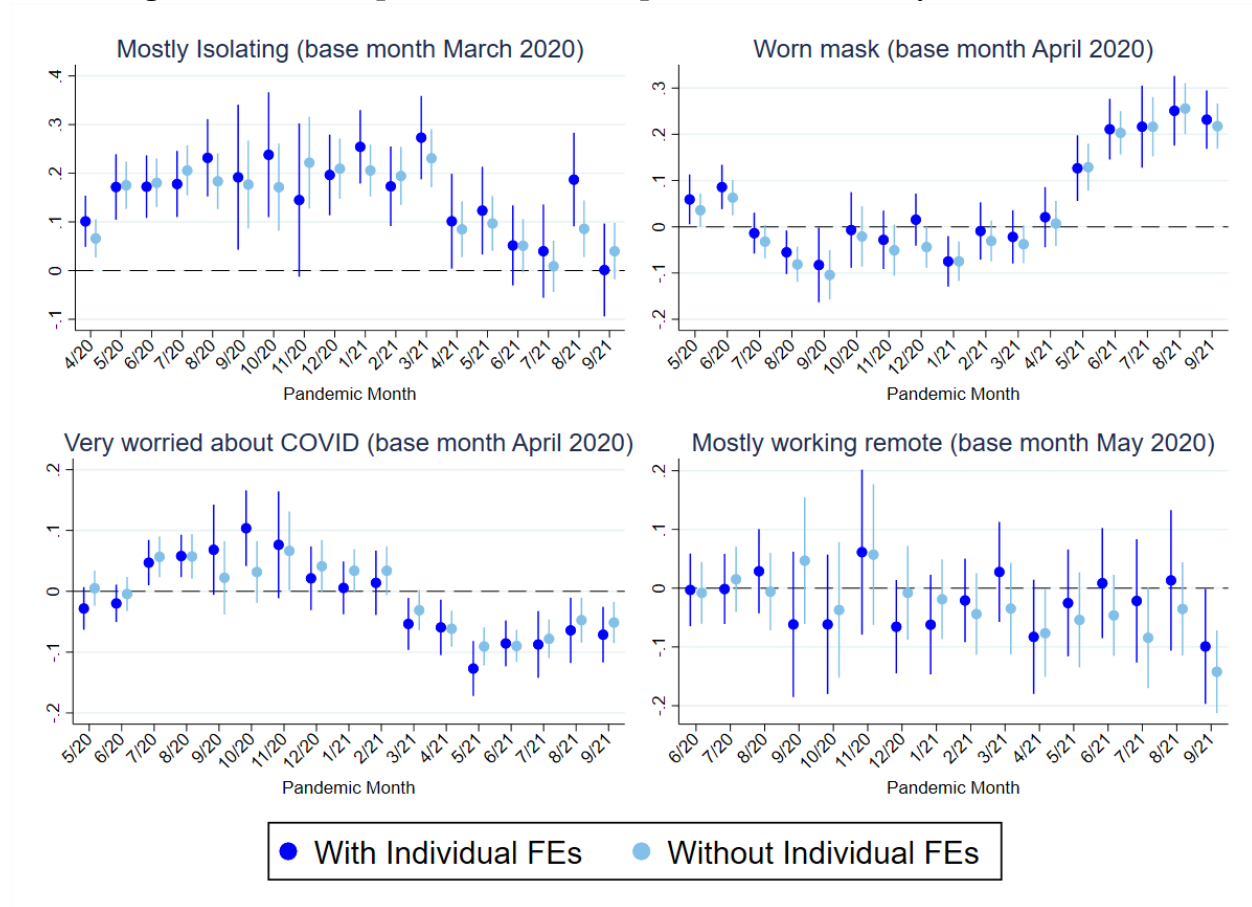 Mostly Isolating (base month March 2020)
.4
.3
.2
.1
0
-.1
4/20 5/20 6/20 7/20 8/20 9/20 10/20 11/20 12/20 1/21 2/21 3/21 4/21 5/21 6/21 7/21 8/21 9/21
Pandemic Month
Worn mask (base month April 2020)
.3
.2
.1
0
-.1
-.2
5/20 6/20 7/20 8/20 9/20 10/20 11/20 12/20 1/21 2/21 3/21 4/21 5/21 6/21 7/21 8/21 9/21
Pandemic Month
Very worried about COVID (base month April 2020)
.2
.1
0
-.1
-.2
5/20 6/20 7/20 8/20 9/20 10/20 11/20 12/20 1/21 2/21 3/21 4/21 5/21 6/21 7/21 8/21 9/21
Pandemic Month
Mostly working remote (base month May 2020)
.2
.1
0
-.1
-.2
6/20 7/20 8/20 9/20 10/20 11/20 12/20 1/21 2/21 3/21 4/21 5/21 6/21 7/21 8/21 9/21
Pandemic Month
With Individual FEs
Without Individual FEs